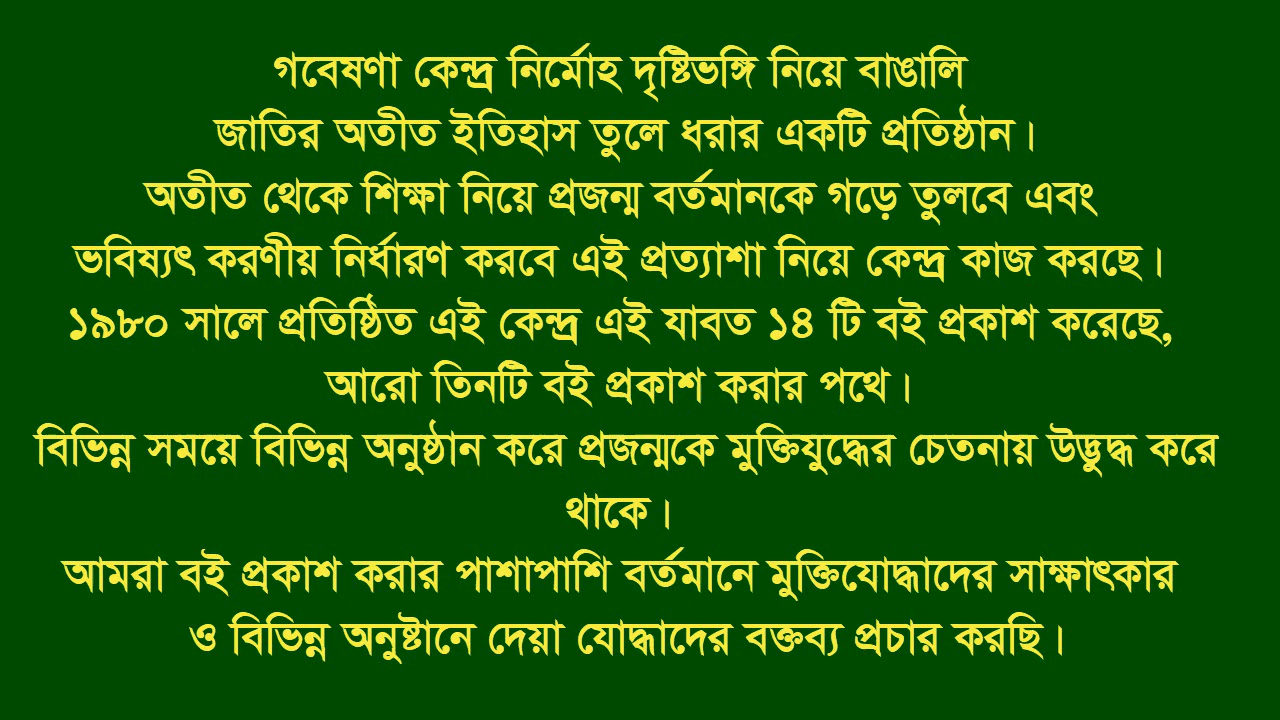 গবেষণা কেন্দ্র নির্মোহ দৃষ্টিভঙ্গি নিয়ে বাঙালি
জাতির অতীত ইতিহাস তুলে ধরার একটি প্রতিষ্ঠান।
অতীত থেকে শিক্ষা নিয়ে প্রজন্ম বর্তমানকে গড়ে তুলবে এবং
ভবিষ্যৎ করণীয় নির্ধারণ করবে এই প্রত্যাশা নিয়ে কেন্দ্র কাজ করছে।
১৯৮০ সালে প্রতিষ্ঠিত এই কেন্দ্র এই যাবত ১৪ টি বই প্রকাশ করেছে,
আরো তিনটি বই প্রকাশ করার পথে।
বিভিন্ন সময়ে বিভিন্ন অনুষ্ঠান করে প্রজন্মকে মুক্তিযুদ্ধের চেতনায় উদ্ভুদ্ধ করে
থাকে।
আমরা বই প্রকাশ করার পাশাপাশি বর্তমানে মুক্তিযোদ্ধাদের সাক্ষাৎকার
ও বিভিন্ন অনুষ্টানে দেয়া যোদ্ধাদের বক্তব্য প্রচার করছি।